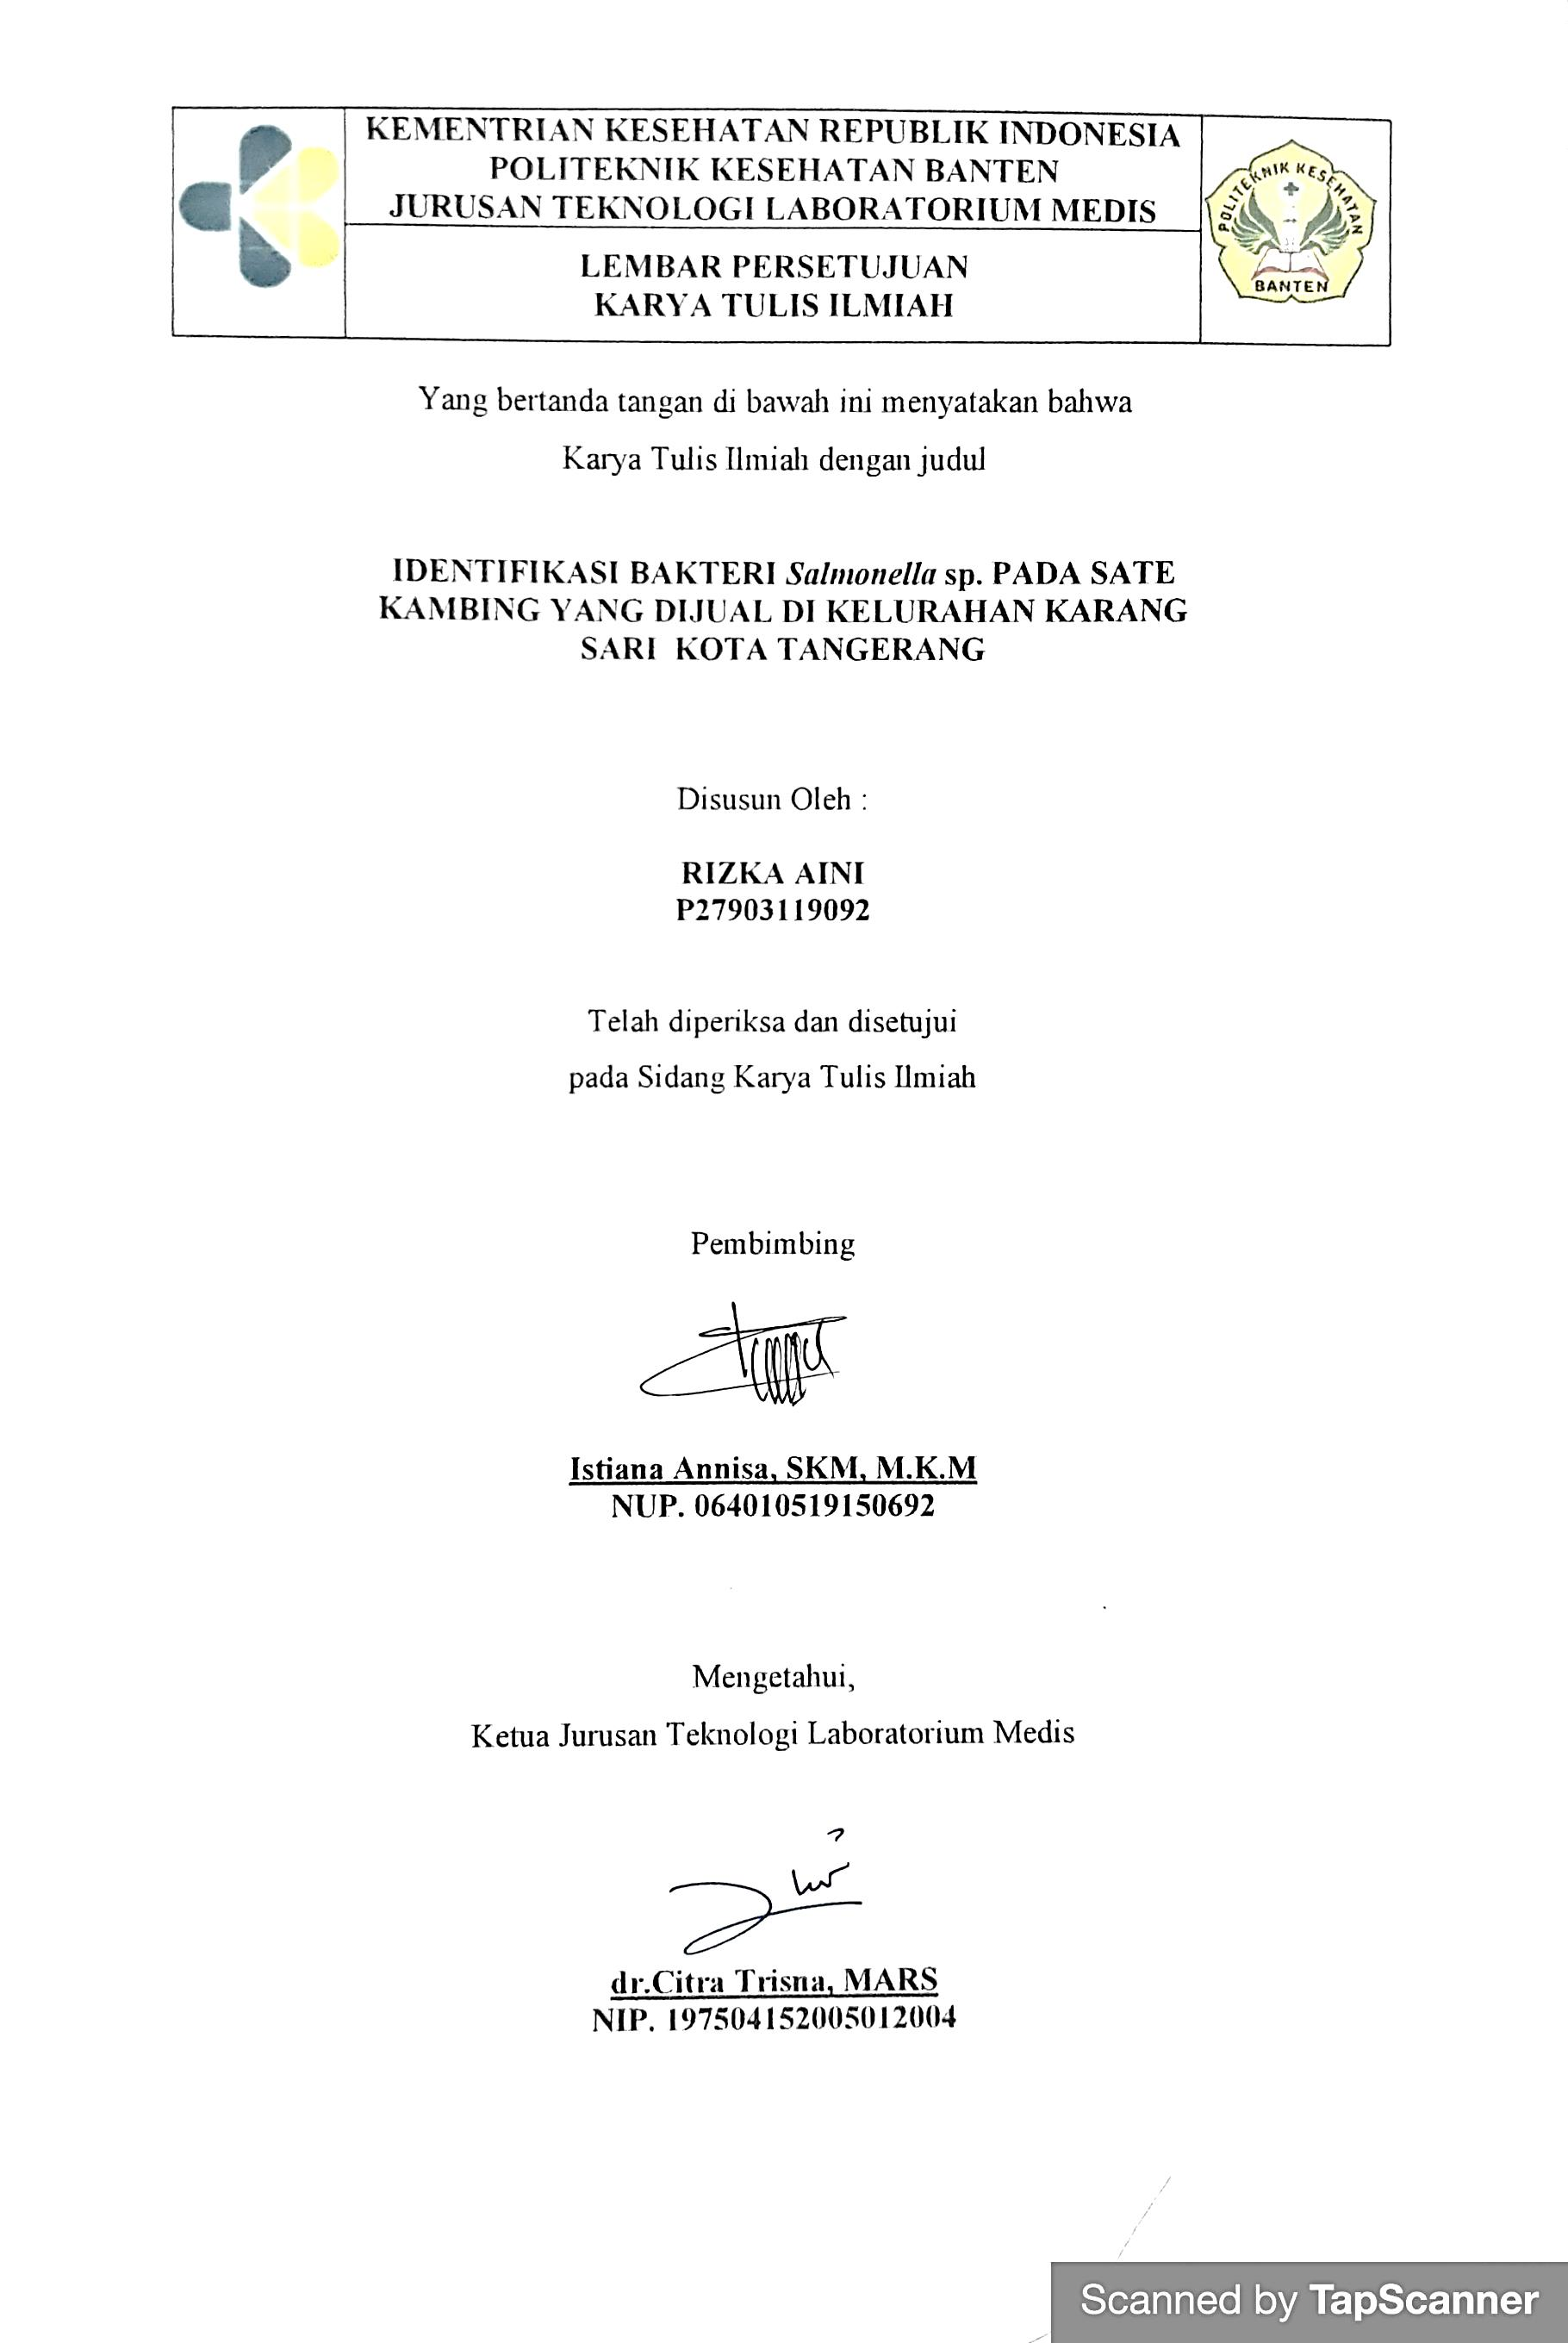 KEMENTRIAN KESEHATAN REPUBLIK INDONESIA
POLITEKNIK KESEHATAN BANTEN
JURUSAN TEKNOLOGI LABORATORIUM MEDIS
LEMBAR PERSETUJUAN
KARYA TULIS ILMIAH
POLITEKNIK KESEHATAN
BANTEN
Yang bertanda tangan di bawah ini menyatakan bahwa
Karya Tulis Ilmiah dengan judul
IDENTIFIKASI BAKTERI Salmonella sp. PADA SATE
KAMBING YANG DIJUAL DI KELURAHAN KARANG
SARI KOTA TANGERANG
Disusun Oleh :
RIZKA AINI
P27903119092
Telah diperiksa dan disetujui
pada Sidang Karya Tulis Ilmiah
Pembimbing
Istiana Annisa, SKM, M.K.M
NUP. 064010519150692
Mengetahui,
Ketua Jurusan Teknologi Laboratorium Medis
dr.Citra Trisna, MARS
NIP. 197504152005012004
Scanned by TapScanner